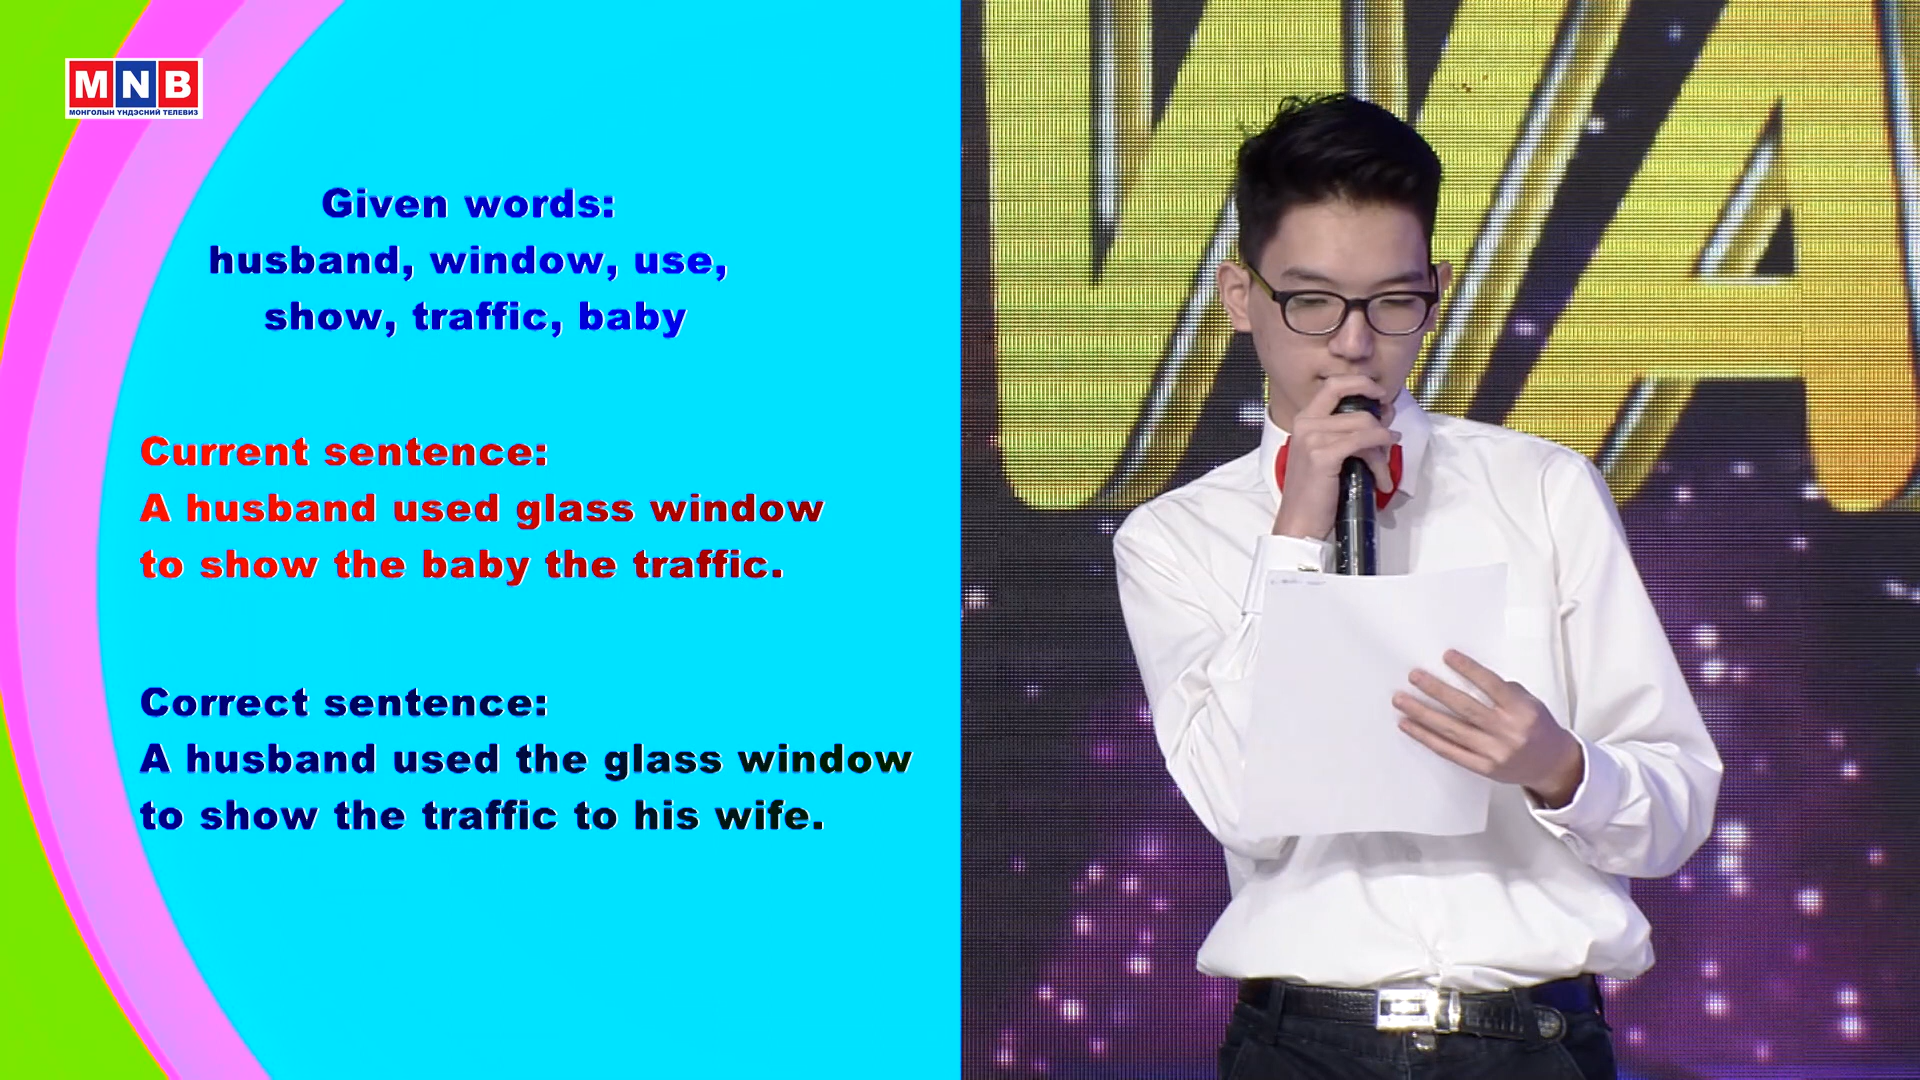 MNB
МОНГОЛЫН ҮНДЭСНИЙ ТЕЛЕВИЗ
Given words:
husband, window, use,
show, traffic, baby
Current sentence:
A husband used glass window
to show the baby the traffic.
Correct sentence:
A husband used the glass window
to show the traffic to his wife.
WA